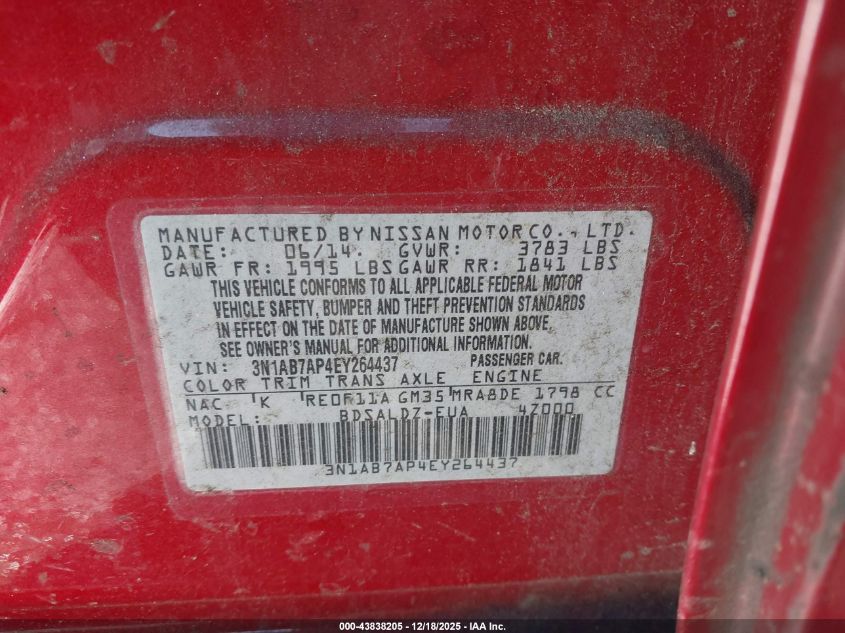 MANUFACTURED BY NISSAN MOTOR CO., LTD.
DATE: 06/14. GVWR: 3783 LBS
GAWR FR: 1995 LBS GAWR RR: 1841 LBS
THIS VEHICLE CONFORMS TO ALL APPLICABLE FEDERAL MOTOR
VEHICLE SAFETY, BUMPER AND THEFT PREVENTION STANDARDS
IN EFFECT ON THE DATE OF MANUFACTURE SHOWN ABOVE.
SEE OWNER'S MANUAL FOR ADDITIONAL INFORMATION
VIN: 3N1AB7AP4EY264437 PASSENGER CAR.
COLOR TRIM TRANS AXLE ENGINE
NAC K RE0F11A GM35 MRA8DE 1798 CC
MODEL: BDSALDZ-EUA 4Z000
3N1AB7AP4EY264437
000-43838205 - 12/18/2025 - IAA Inc.